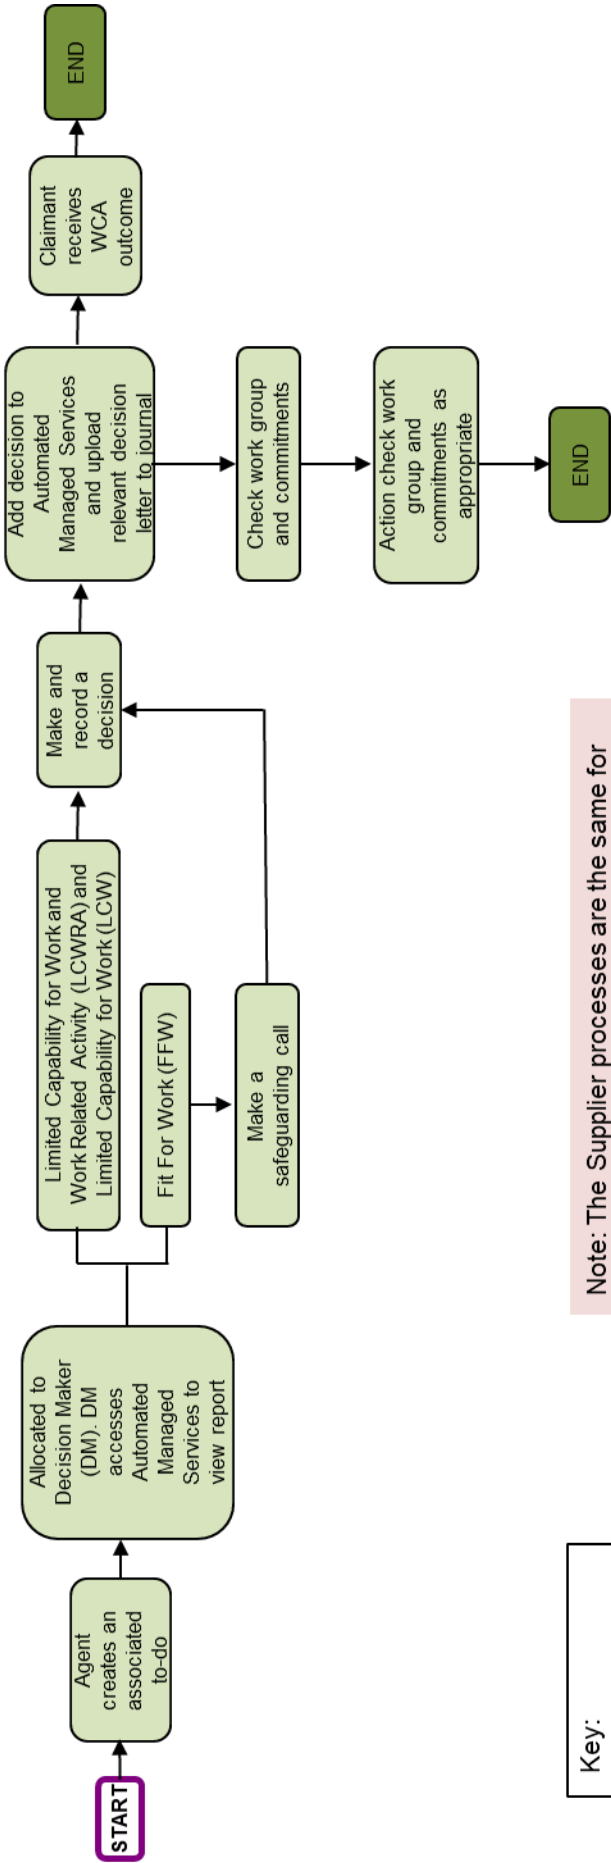 START
Agent
creates an
associated
to-do
Allocated to
Decision Maker
(DM). DM
accesses
Automated
Managed
Services to
view report
Limited Capability for Work and
Work Related Activity (LCWRA) and
Limited Capability for Work (LCW)
Fit For Work (FFW)
Make a
safeguarding call
Make and
record a
decision
Add decision to
Automated
Managed Services
and upload
relevant decision
letter to journal
Claimant
receives
WCA
outcome
END
Check work group
and commitments
Action check work
group and
commitments as
appropriate
END
Key:
Note: The Supplier processes are the same for